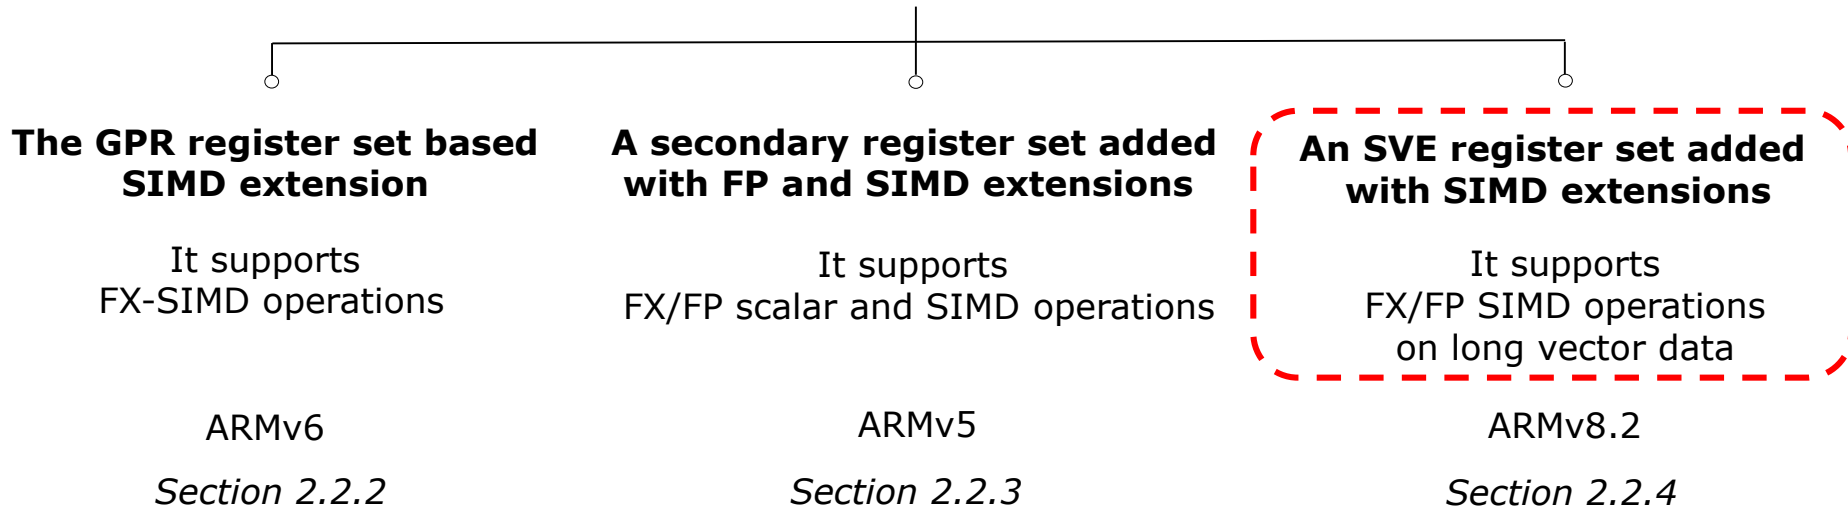 The GPR register set based
SIMD extension
It supports
FX-SIMD operations
ARMv6
Section 2.2.2
A secondary register set added
with FP and SIMD extensions
It supports
FX/FP scalar and SIMD operations
ARMv5
Section 2.2.3
An SVE register set added
with SIMD extensions
It supports
FX/FP SIMD operations
on long vector data
ARMv8.2
Section 2.2.4